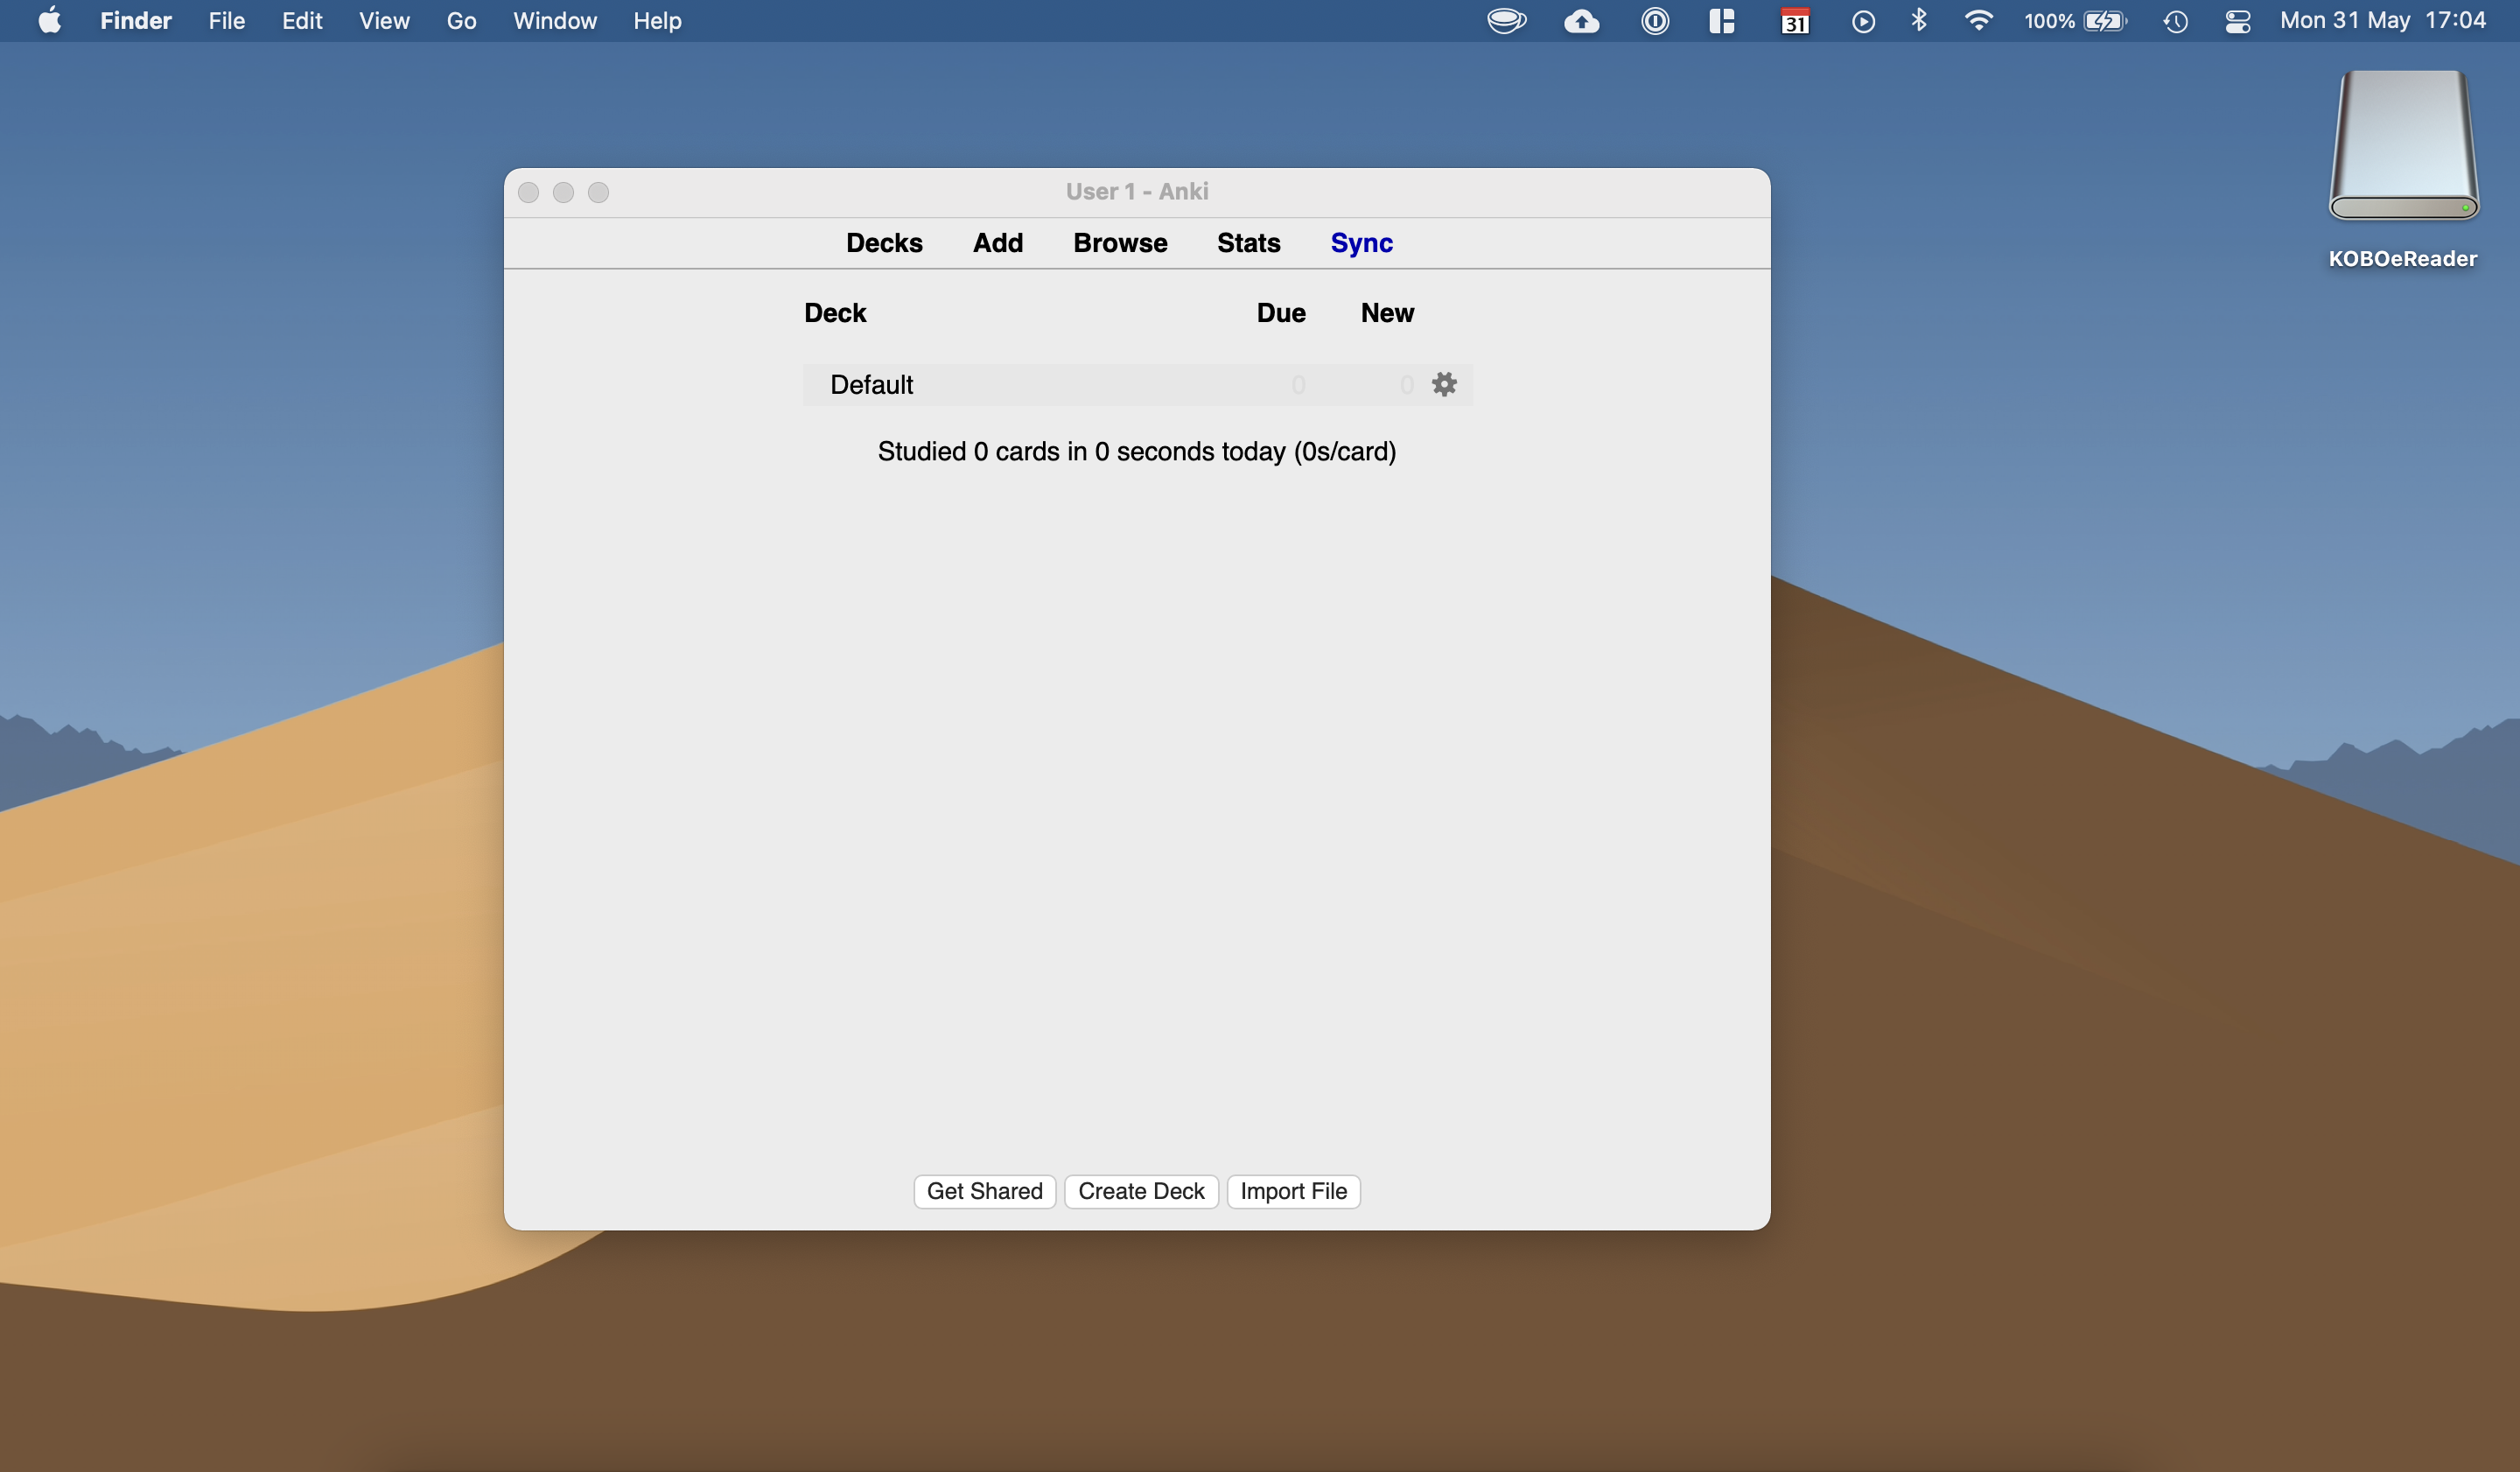 Finder File Edit View Go Window Help 31 100% Mon 31 May 17:04
KOBOeReader
User 1 - Anki
Decks Add Browse Stats Sync
Deck Due New
Default 0 0
Studied 0 cards in 0 seconds today (0s/card)
Get Shared Create Deck Import File